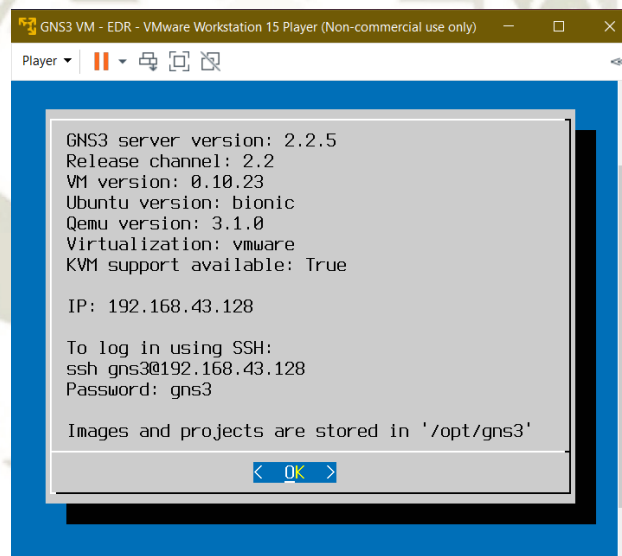 GNS3 VM - EDR - VMware Workstation 15 Player (Non-commercial use only)
Player
GNS3 server version: 2.2.5
Release channel: 2.2
VM version: 0.10.23
Ubuntu version: bionic
Qemu version: 3.1.0
Virtualization: vmware
KVM support available: True
IP: 192.168.43.128
To log in using SSH:
ssh gns3@192.168.43.128
Password: gns3
Images and projects are stored in '/opt/gns3'
< OK >